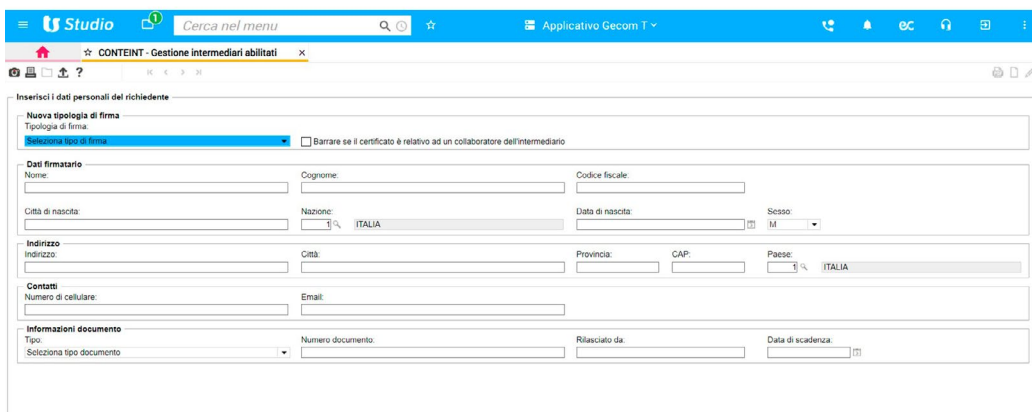 Studio
1
Cerca nel menu
Applicativo Gecom T
ec
CONTEINT - Gestione intermediari abilitati
×
?
Inserisci i dati personali del richiedente
Nuova tipologia di firma
Tipologia di firma:
Seleziona tipo di firma
Barrare se il certificato è relativo ad un collaboratore dell'intermediario
Dati firmatario
Nome: Cognome: Codice fiscale:
Città di nascita: Nazione: Data di nascita: Sesso:
1 ITALIA M
Indirizzo
Indirizzo: Città: Provincia: CAP: Paese:
1 ITALIA
Contatti
Numero di cellulare: Email:
Informazioni documento
Tipo: Numero documento: Rilasciato da: Data di scadenza:
Seleziona tipo documento